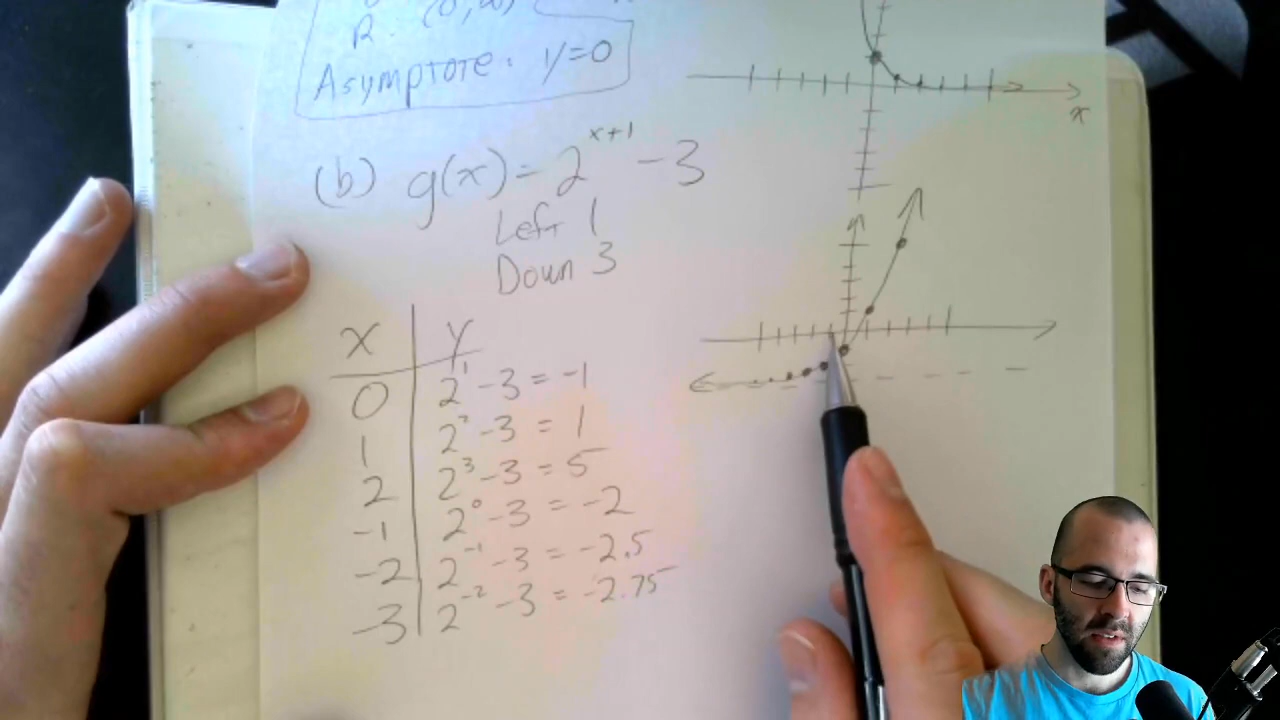 R: (0,∞)
Asymptote: y=0
x
(b) g(x)=2^{x+1} -3
Left 1
Down 3
y
x y
0 2^1 -3 = -1
1 2^2 -3 = 1
2 2^3 -3 = 5
-1 2^0 -3 = -2
-2 2^{-1} -3 = -2.5
-3 2^{-2} -3 = -2.75